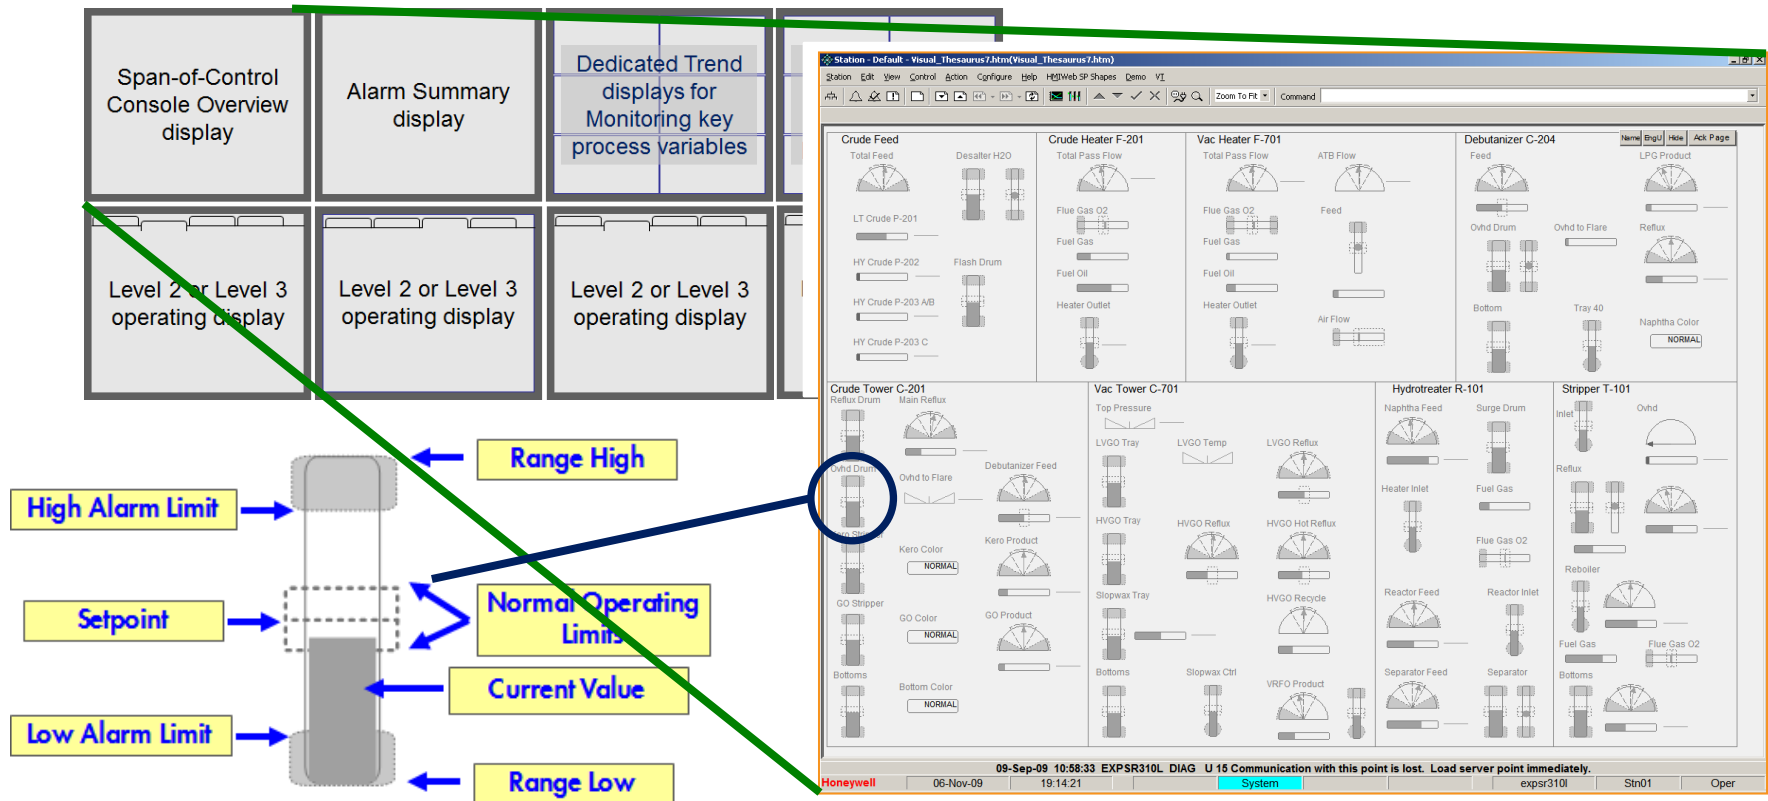 Span-of-Control
Console Overview
display
Alarm Summary
display
Dedicated Trend
displays for
Monitoring key
process variables
Level 2 or Level 3
operating display
Level 2 or Level 3
operating display
Level 2 or Level 3
operating display
Range High
High Alarm Limit
Setpoint
Normal Operating
Limits
Current Value
Low Alarm Limit
Range Low
Station - Default - Visual_Thesaurus7.htm(Visual_Thesaurus7.htm)
Station Edit View Control Action Configure Help HMIWeb SP Shapes Demo VT
Zoom To Fit Command
Name EngU Hide Ack Page
Crude Feed
Total Feed Desalter H2O
LT Crude P-201
HY Crude P-202 Flash Drum
HY Crude P-203 A/B
HY Crude P-203 C
Crude Heater F-201
Total Pass Flow
Flue Gas O2
Fuel Gas
Fuel Oil
Heater Outlet
Vac Heater F-701
Total Pass Flow ATB Flow
Flue Gas O2 Feed
Fuel Gas
Fuel Oil
Heater Outlet
Air Flow
Debutanizer C-204
Feed LPG Product
Ovhd Drum Ovhd to Flare Reflux
Bottom Tray 40
Naphtha Color
NORMAL
Crude Tower C-201
Reflux Drum Main Reflux
Ovhd Drum Ovhd to Flare Debutanizer Feed
Kero Stripper Kero Color Kero Product
NORMAL
GO Stripper GO Color GO Product
NORMAL
Bottoms Bottom Color
NORMAL
Vac Tower C-701
Top Pressure
LVGO Tray LVGO Temp LVGO Reflux
HVGO Tray HVGO Reflux HVGO Hot Reflux
Slopwax Tray HVGO Recycle
Bottoms Slopwax Ctrl VRFO Product
Hydrotreater R-101
Naphtha Feed Surge Drum
Heater Inlet Fuel Gas
Flue Gas O2
Reactor Feed Reactor Inlet
Separator Feed Separator
Stripper T-101
Inlet Ovhd
Reflux
Reboiler
Fuel Gas Flue Gas O2
Bottoms
09-Sep-09 10:58:33 EXPSR310L DIAG U 15 Communication with this point is lost. Load server point immediately.
Honeywell 06-Nov-09 19:14:21 System expsr310l Stn01 Oper